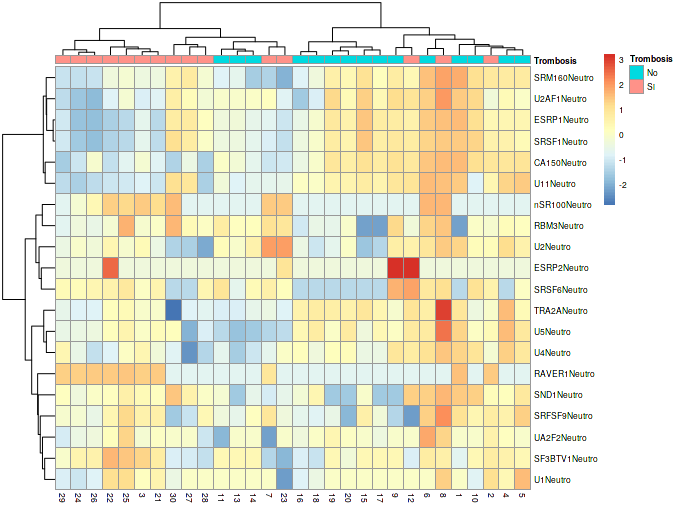 Trombosis
SRM160Neutro
U2AF1Neutro
ESRP1Neutro
SRSF1Neutro
CA150Neutro
U11Neutro
nSR100Neutro
RBM3Neutro
U2Neutro
ESRP2Neutro
SRSF6Neutro
TRA2ANeutro
U5Neutro
U4Neutro
RAVER1Neutro
SND1Neutro
SRFSF9Neutro
UA2F2Neutro
SF3BTV1Neutro
U1Neutro
29 24 26 22 25 3 21 30 27 28 11 13 14 7 23 16 18 19 20 15 17 9 12 6 8 1 10 2 4 5
3
2
1
0
-1
-2
Trombosis
No
Si